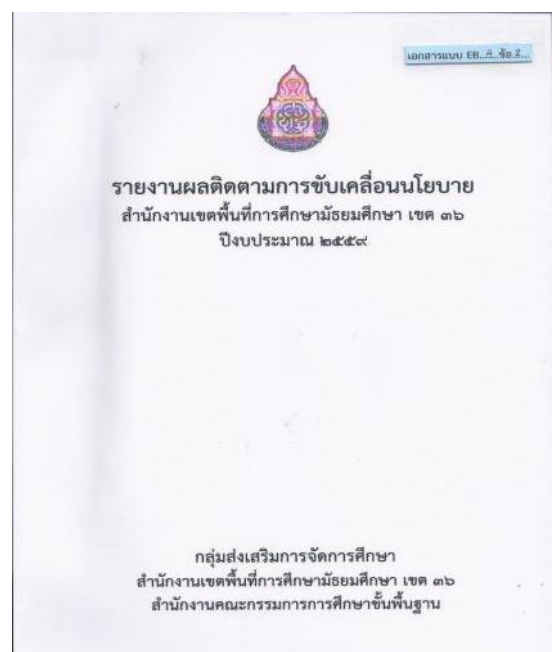 เอกสารแบบ EB...4..ข้อ.2...
รายงานผลติดตามการขับเคลื่อนนโยบาย
สำนักงานเขตพื้นที่การศึกษามัธยมศึกษา เขต ๓๖
ปีงบประมาณ ๒๕๕๙
กลุ่มส่งเสริมการจัดการศึกษา
สำนักงานเขตพื้นที่การศึกษามัธยมศึกษา เขต ๓๖
สำนักงานคณะกรรมการการศึกษาขั้นพื้นฐาน